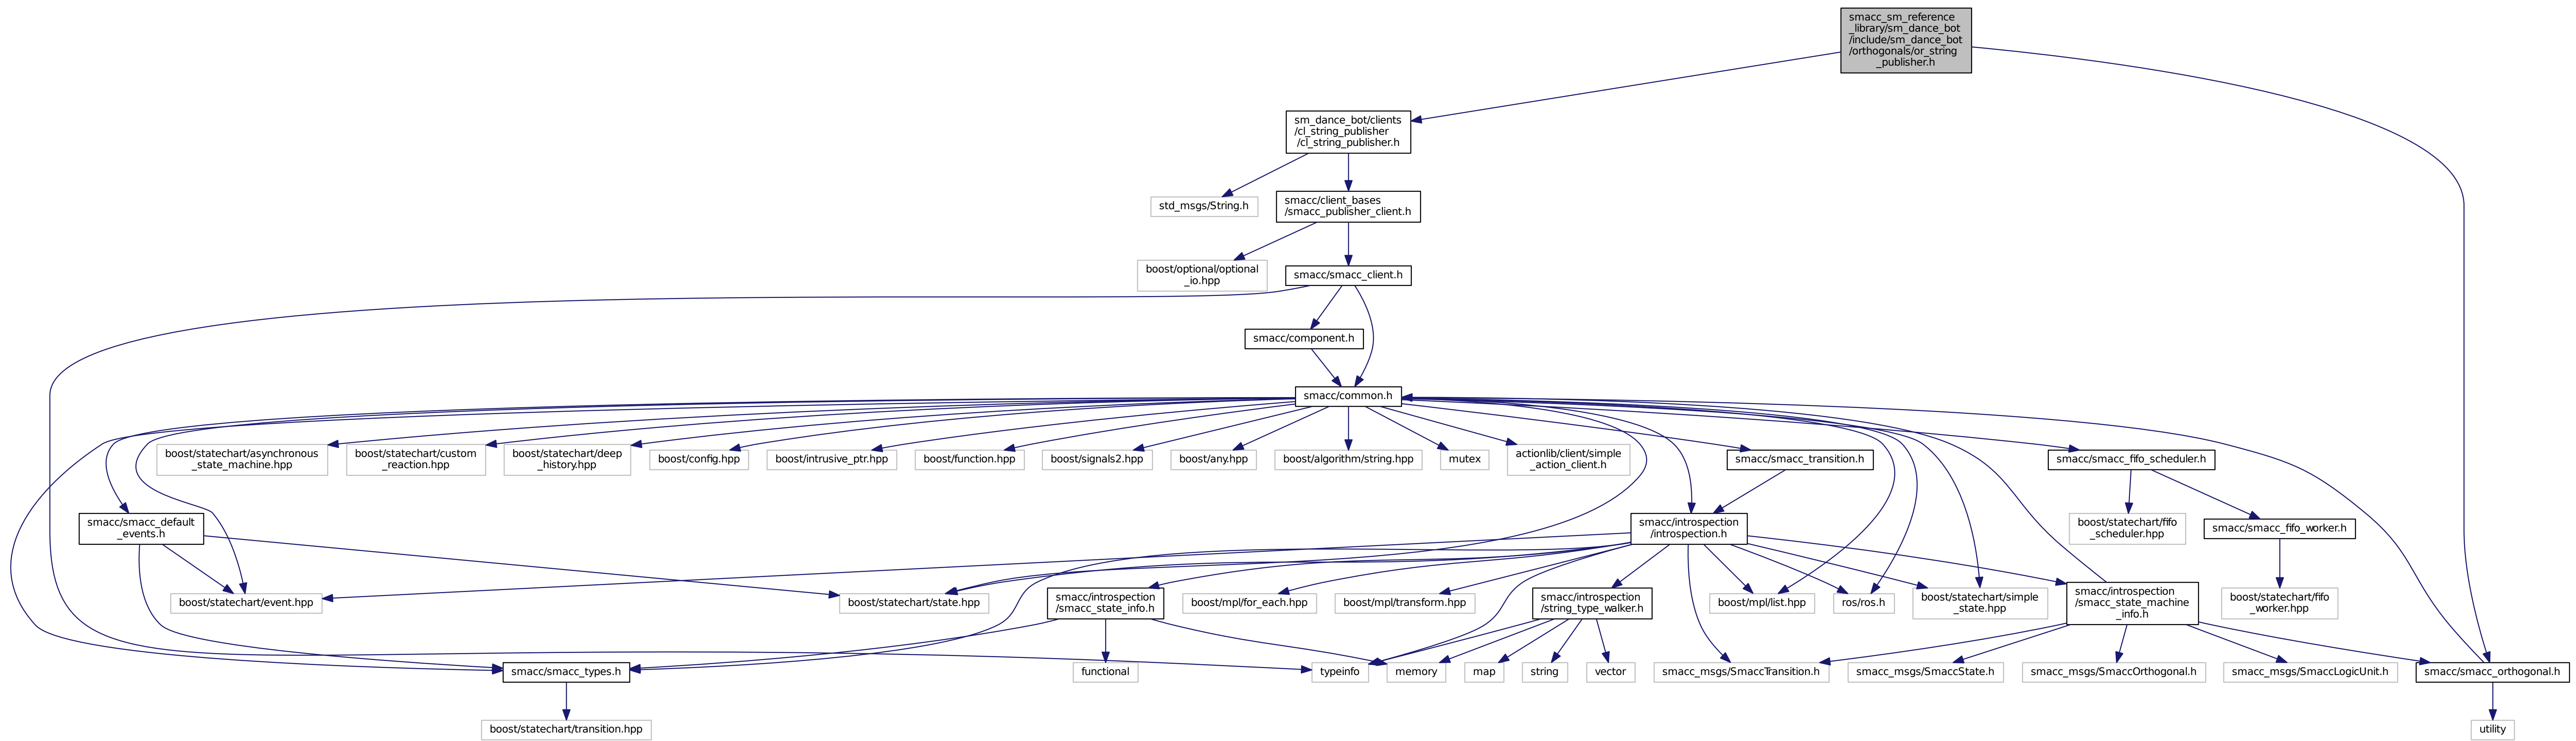 smacc_sm_reference
_library/sm_dance_bot
/include/sm_dance_bot
/orthogonals/or_string
_publisher.h
sm_dance_bot/clients
/cl_string_publisher
/cl_string_publisher.h
std_msgs/String.h
smacc/client_bases
/smacc_publisher_client.h
boost/optional/optional
_io.hpp
smacc/smacc_client.h
smacc/component.h
smacc/common.h
boost/statechart/asynchronous
_state_machine.hpp
boost/statechart/custom
_reaction.hpp
boost/statechart/deep
_history.hpp
boost/config.hpp
boost/intrusive_ptr.hpp
boost/function.hpp
boost/signals2.hpp
boost/any.hpp
boost/algorithm/string.hpp
mutex
actionlib/client/simple
_action_client.h
smacc/smacc_transition.h
smacc/smacc_fifo_scheduler.h
smacc/smacc_default
_events.h
smacc/introspection
/introspection.h
boost/statechart/fifo
_scheduler.hpp
smacc/smacc_fifo_worker.h
boost/statechart/event.hpp
boost/statechart/state.hpp
smacc/introspection
/smacc_state_info.h
boost/mpl/for_each.hpp
boost/mpl/transform.hpp
smacc/introspection
/string_type_walker.h
boost/mpl/list.hpp
ros/ros.h
boost/statechart/simple
_state.hpp
smacc/introspection
/smacc_state_machine
_info.h
boost/statechart/fifo
_worker.hpp
smacc/smacc_types.h
functional
typeinfo
memory
map
string
vector
smacc_msgs/SmaccTransition.h
smacc_msgs/SmaccState.h
smacc_msgs/SmaccOrthogonal.h
smacc_msgs/SmaccLogicUnit.h
smacc/smacc_orthogonal.h
boost/statechart/transition.hpp
utility